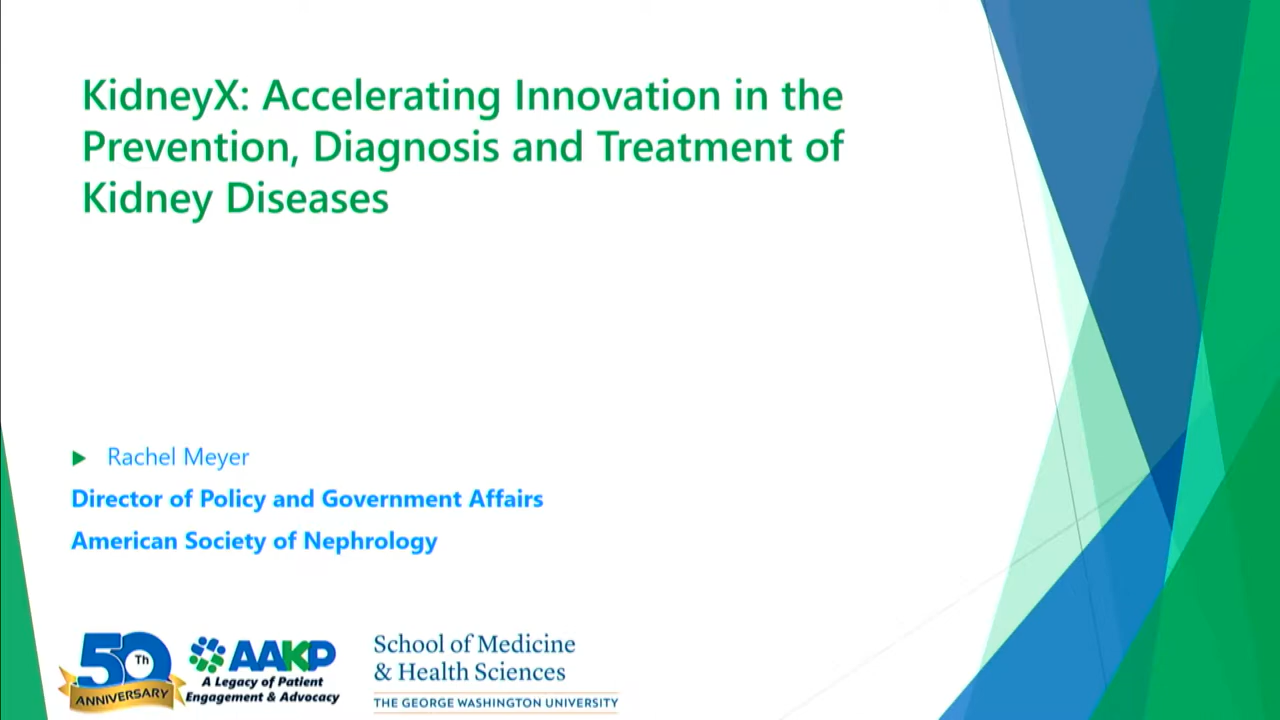 KidneyX: Accelerating Innovation in the
Prevention, Diagnosis and Treatment of
Kidney Diseases
Rachel Meyer
Director of Policy and Government Affairs
American Society of Nephrology
50Th
ANNIVERSARY
AAKP
A Legacy of Patient
Engagement & Advocacy
School of Medicine
& Health Sciences
THE GEORGE WASHINGTON UNIVERSITY